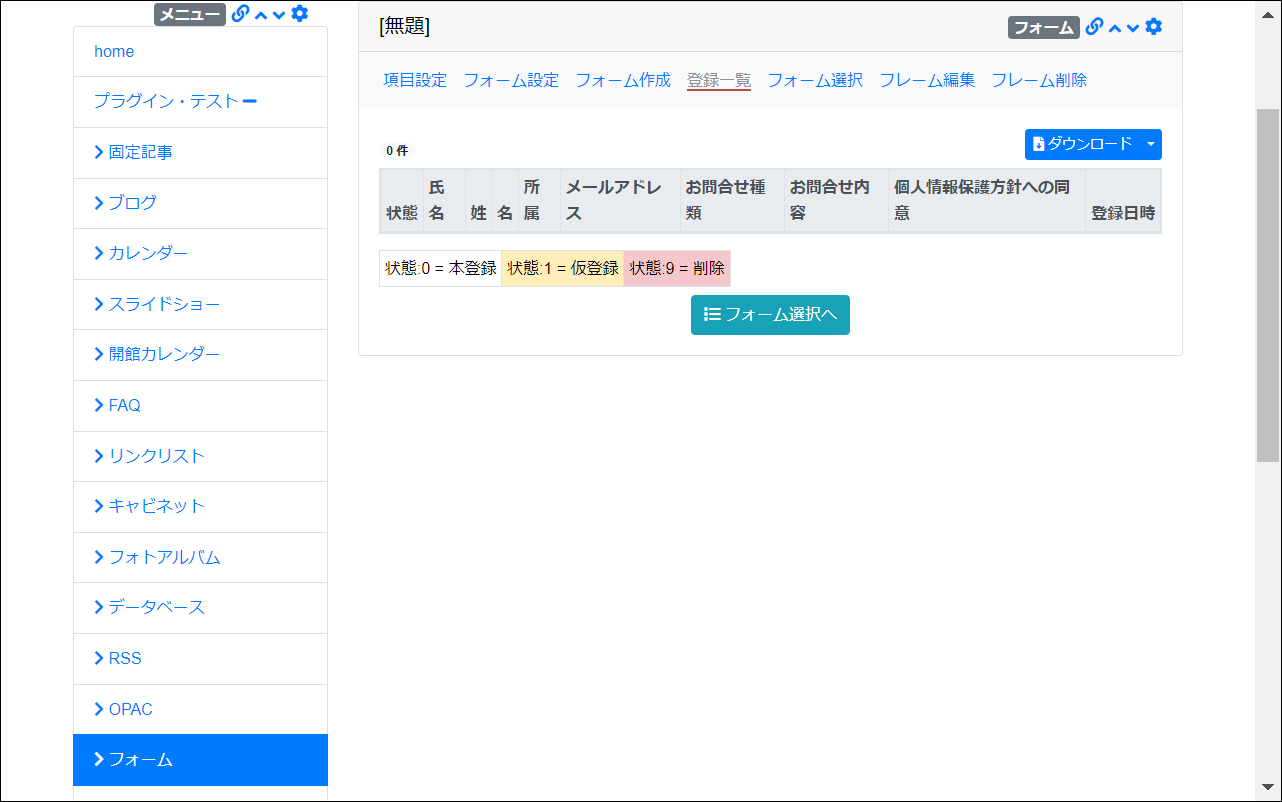 メニュー
home
プラグイン・テスト
固定記事
ブログ
カレンダー
スライドショー
開館カレンダー
FAQ
リンクリスト
キャビネット
フォトアルバム
データベース
RSS
OPAC
フォーム
[無題]
フォーム
項目設定 フォーム設定 フォーム作成 登録一覧 フォーム選択 フレーム編集 フレーム削除
0 件
ダウンロード
状態 氏名 姓 名 所属 メールアドレス お問合せ種類 お問合せ内容 個人情報保護方針への同意 登録日時
状態:0 = 本登録 状態:1 = 仮登録 状態:9 = 削除
フォーム選択へ